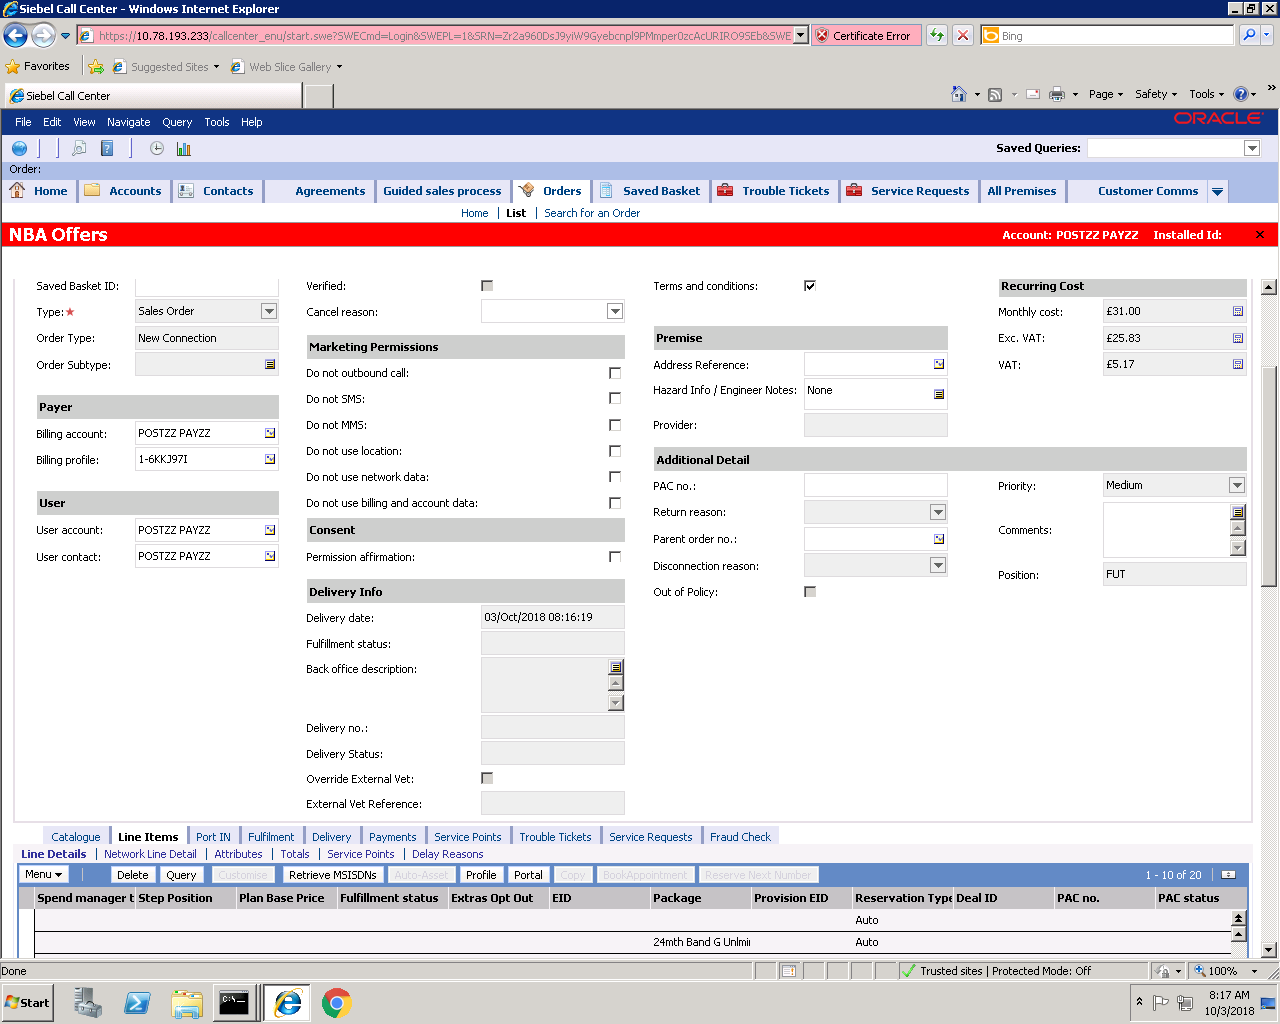 Siebel Call Center - Windows Internet Explorer
https://10.78.193.233/callcenter_enu/start.swe?SWECmd=Login&SWEPL=1&SRN=Zr2a960DsJ9yiW9Gyebcnpl9PMmper0zcAcURIRO9SEb&SWE
Certificate Error
Bing
Favorites
Suggested Sites
Web Slice Gallery
Siebel Call Center
Page
Safety
Tools
File Edit View Navigate Query Tools Help
ORACLE
Saved Queries:
Order:
Home Accounts Contacts Agreements Guided sales process Orders Saved Basket Trouble Tickets Service Requests All Premises Customer Comms
Home | List | Search for an Order
NBA Offers
Account: POSTZZ PAYZZ Installed Id:
Saved Basket ID:
Type:
Sales Order
Order Type:
New Connection
Order Subtype:
Payer
Billing account:
POSTZZ PAYZZ
Billing profile:
1-6KKJ97I
User
User account:
POSTZZ PAYZZ
User contact:
POSTZZ PAYZZ
Verified:
Cancel reason:
Marketing Permissions
Do not outbound call:
Do not SMS:
Do not MMS:
Do not use location:
Do not use network data:
Do not use billing and account data:
Consent
Permission affirmation:
Delivery Info
Delivery date:
03/Oct/2018 08:16:19
Fulfillment status:
Back office description:
Delivery no.:
Delivery Status:
Override External Vet:
External Vet Reference:
Terms and conditions:
Premise
Address Reference:
Hazard Info / Engineer Notes:
None
Provider:
Additional Detail
PAC no.:
Return reason:
Parent order no.:
Disconnection reason:
Out of Policy:
Recurring Cost
Monthly cost:
£31.00
Exc. VAT:
£25.83
VAT:
£5.17
Priority:
Medium
Comments:
Position:
FUT
Catalogue Line Items Port IN Fulfilment Delivery Payments Service Points Trouble Tickets Service Requests Fraud Check
Line Details | Network Line Detail | Attributes | Totals | Service Points | Delay Reasons
Menu Delete Query Customise Retrieve MSISDNs Auto-Asset Profile Portal Copy BookAppointment Reserve Next Number
1 - 10 of 20
Spend manager t Step Position Plan Base Price Fulfillment status Extras Opt Out EID Package Provision EID Reservation Type Deal ID PAC no. PAC status
Auto
24mth Band G Unlmi Auto
Done
Trusted sites | Protected Mode: Off
100%
Start
8:17 AM
10/3/2018